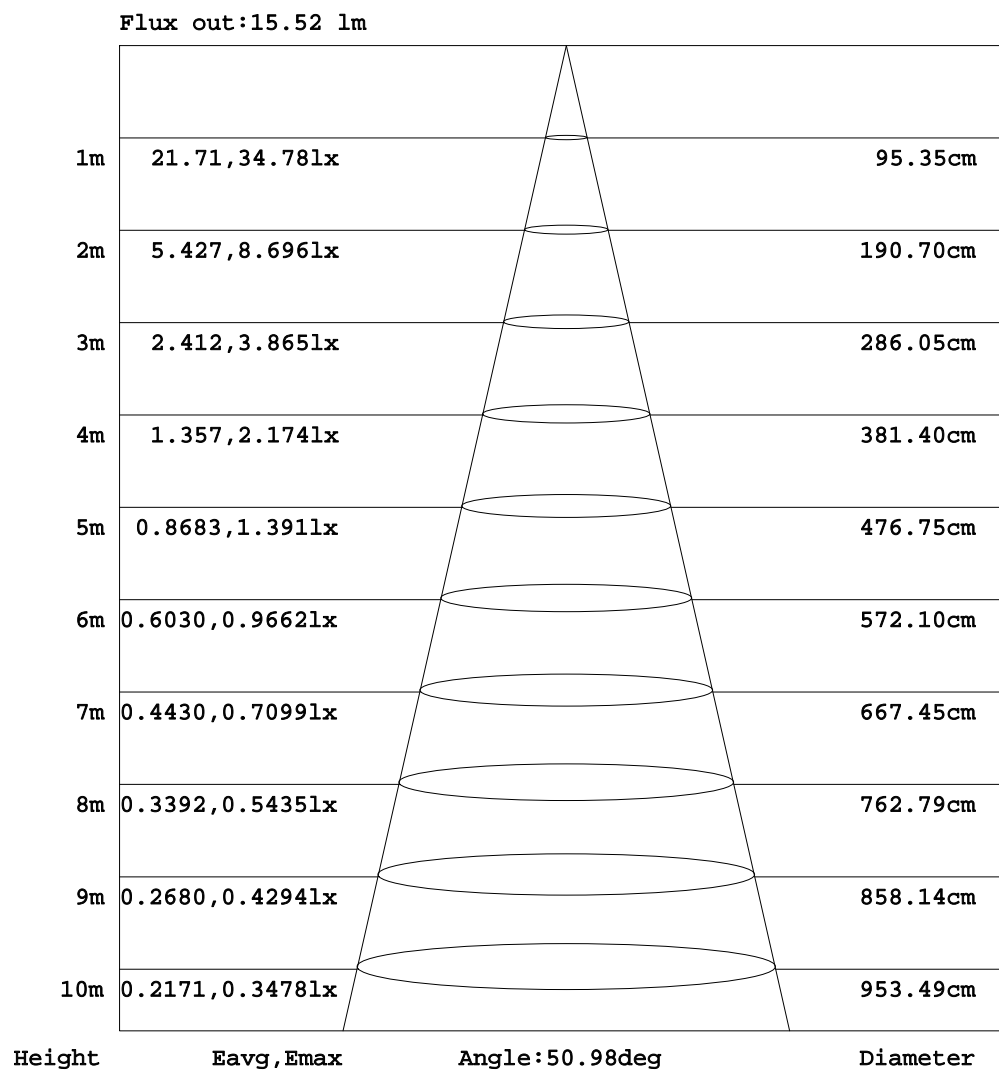 Flux out:15.52 lm
1m 21.71,34.78lx 95.35cm
2m 5.427,8.696lx 190.70cm
3m 2.412,3.865lx 286.05cm
4m 1.357,2.174lx 381.40cm
5m 0.8683,1.391lx 476.75cm
6m 0.6030,0.9662lx 572.10cm
7m 0.4430,0.7099lx 667.45cm
8m 0.3392,0.5435lx 762.79cm
9m 0.2680,0.4294lx 858.14cm
10m 0.2171,0.3478lx 953.49cm
Height Eavg,Emax Angle:50.98deg Diameter